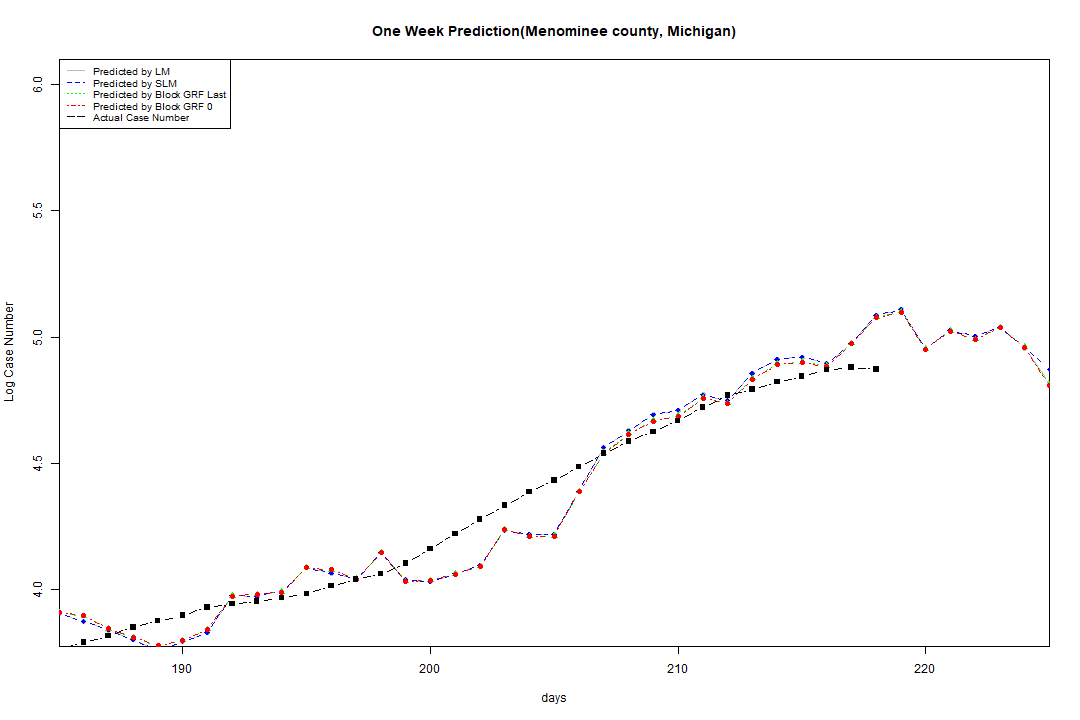 One Week Prediction(Menominee county, Michigan)
Predicted by LM
Predicted by SLM
Predicted by Block GRF Last
Predicted by Block GRF 0
Actual Case Number
6.0
5.5
5.0
4.5
4.0
Log Case Number
190
200
210
220
days